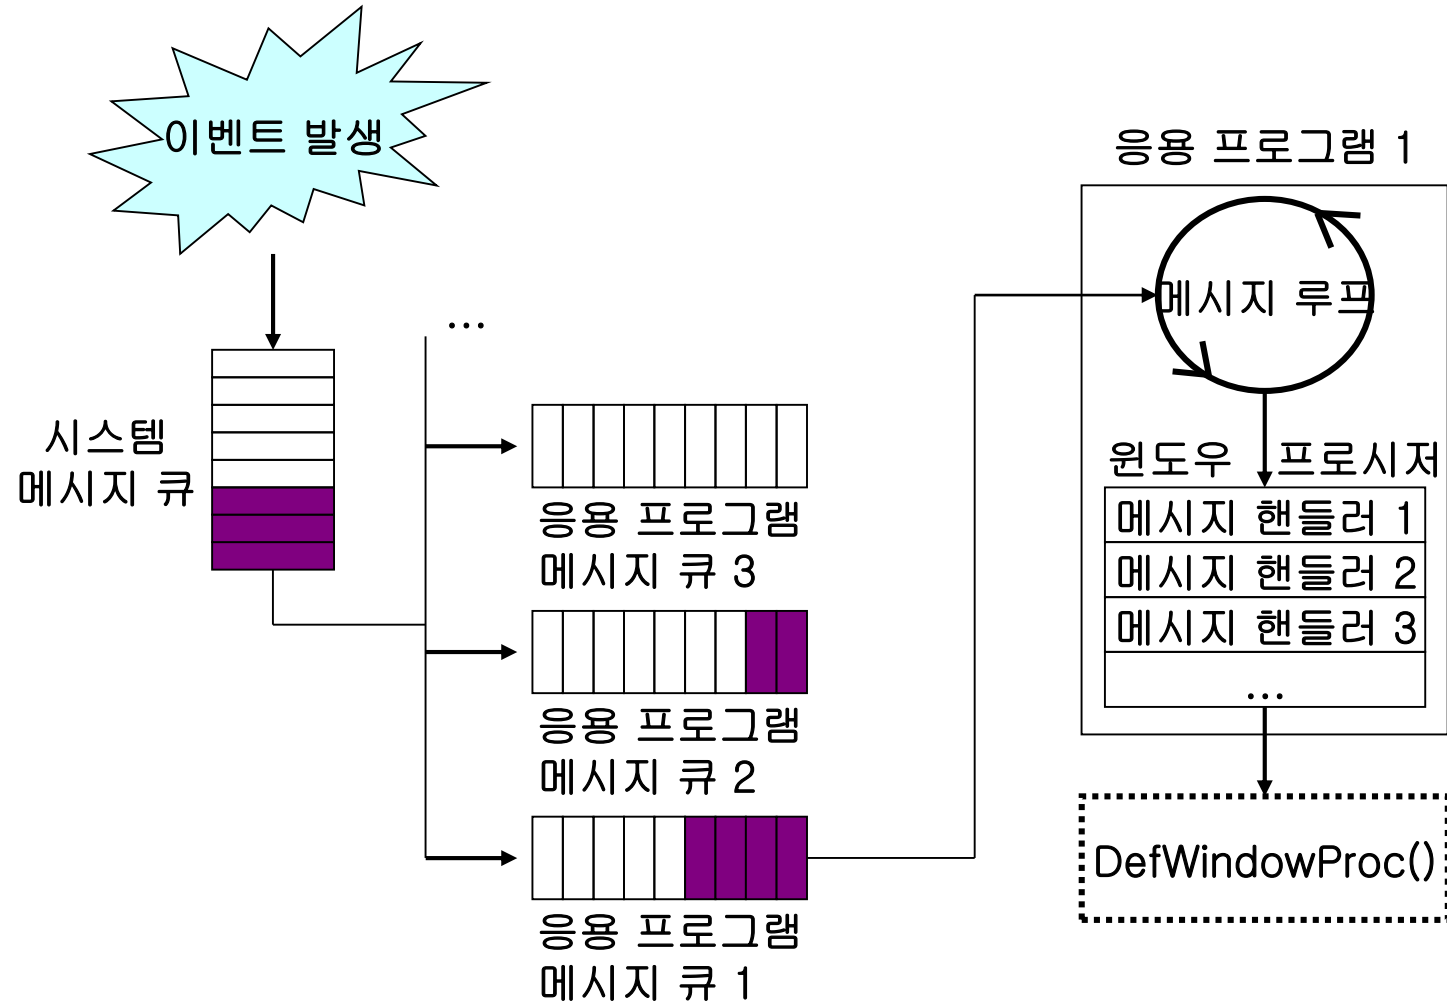 이벤트 발생
시스템
메시지 큐
...
응용 프로그램
메시지 큐 3
응용 프로그램
메시지 큐 2
응용 프로그램
메시지 큐 1
응용 프로그램 1
메시지 루프
윈도우 프로시저
메시지 핸들러 1
메시지 핸들러 2
메시지 핸들러 3
...
DefWindowProc()